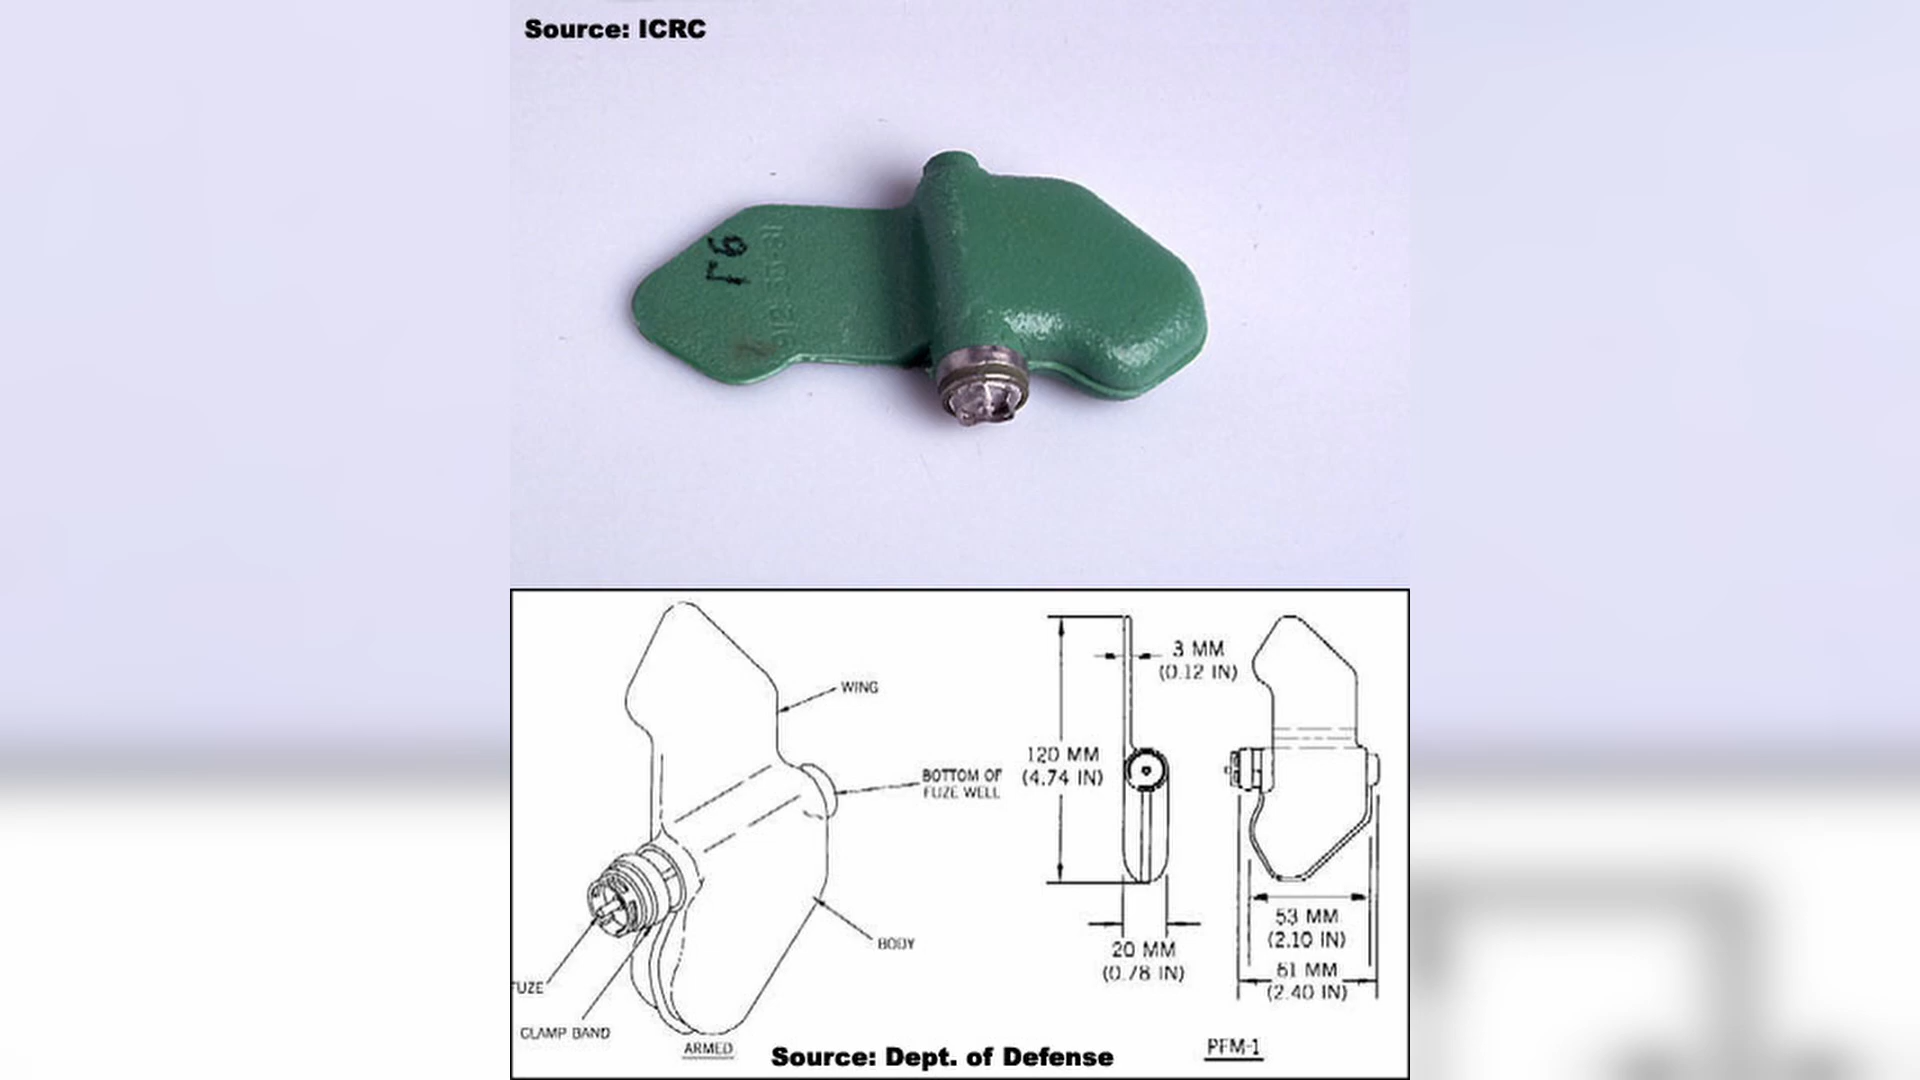 Source: ICRC
WING
BOTTOM OF
FUZE WELL
BODY
FUZE
CLAMP BAND
ARMED
3 MM
(0.12 IN)
120 MM
(4.74 IN)
20 MM
(0.78 IN)
53 MM
(2.10 IN)
61 MM
(2.40 IN)
PFM-1
Source: Dept. of Defense